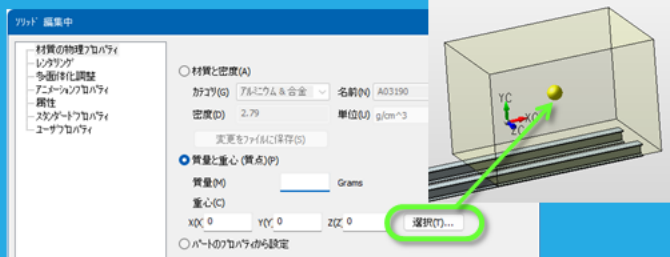 ソリッド 編集中
材質の物理プロパティ
レンダリング
多面体化調整
アニメーションプロパティ
属性
スタンダードプロパティ
ユーザプロパティ
材質と密度(A)
カテゴリ(G) アルミニウム & 合金 名前(N) A03190
密度(D) 2.79 単位(U) g/cm^3
変更をファイルに保存(S)
質量と重心 (質点)(P)
質量(M) Grams
重心(C)
X(X 0 Y(Y) 0 Z(Z 0 選択(T)...
パートのプロパティから設定
YC
XC
ZC